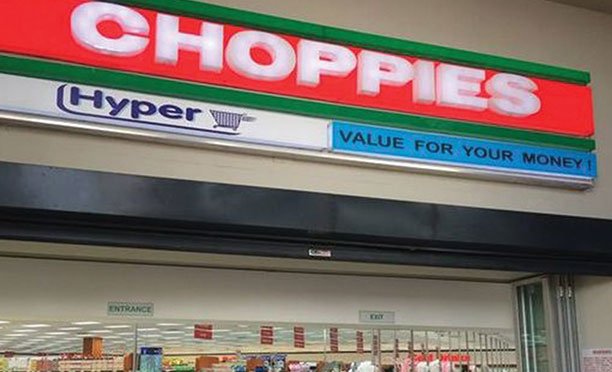 CHOPPIES
Hyper
VALUE FOR YOUR MONEY !
ENTRANCE
EXIT